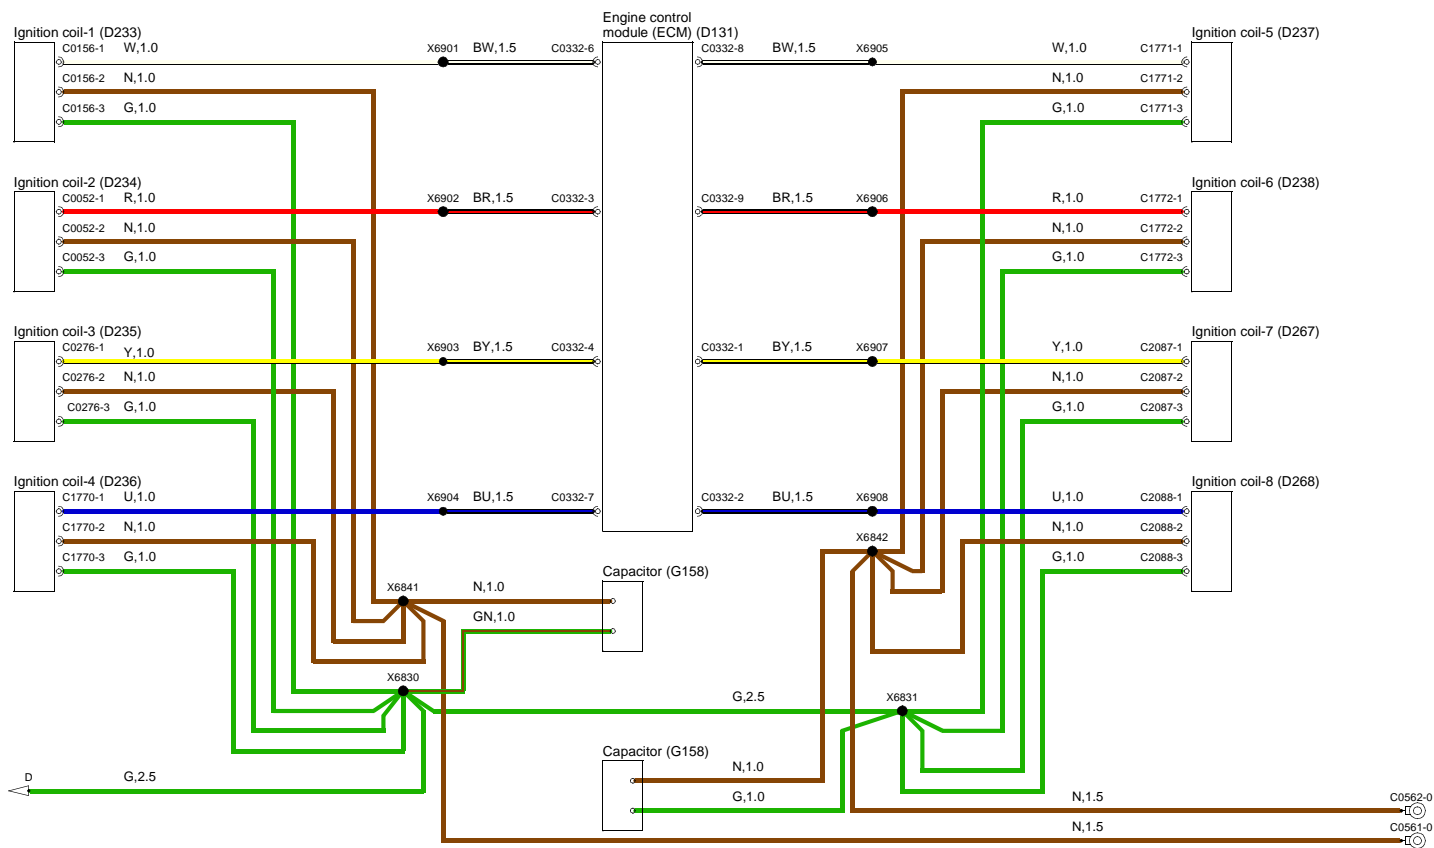 Engine control
module (ECM) (D131)
Ignition coil-1 (D233)
C0156-1 W,1.0 X6901 BW,1.5 C0332-6
C0156-2 N,1.0
C0156-3 G,1.0
C0332-8 BW,1.5 X6905 W,1.0 C1771-1
Ignition coil-5 (D237)
N,1.0 C1771-2
G,1.0 C1771-3
Ignition coil-2 (D234)
C0052-1 R,1.0 X6902 BR,1.5 C0332-3
C0052-2 N,1.0
C0052-3 G,1.0
Ignition coil-6 (D238)
C0332-9 BR,1.5 X6906 R,1.0 C1772-1
N,1.0 C1772-2
G,1.0 C1772-3
Ignition coil-3 (D235)
C0276-1 Y,1.0 X6903 BY,1.5 C0332-4
C0276-2 N,1.0
C0276-3 G,1.0
Ignition coil-7 (D267)
C0332-1 BY,1.5 X6907 Y,1.0 C2087-1
N,1.0 C2087-2
G,1.0 C2087-3
Ignition coil-4 (D236)
C1770-1 U,1.0 X6904 BU,1.5 C0332-7
C1770-2 N,1.0
C1770-3 G,1.0
Ignition coil-8 (D268)
C0332-2 BU,1.5 X6908 U,1.0 C2088-1
N,1.0 C2088-2
G,1.0 C2088-3
X6842
Capacitor (G158)
X6841 N,1.0
GN,1.0
X6830
G,2.5 X6831
Capacitor (G158)
N,1.0
G,1.0
D G,2.5
N,1.5 C0562-0
N,1.5 C0561-0